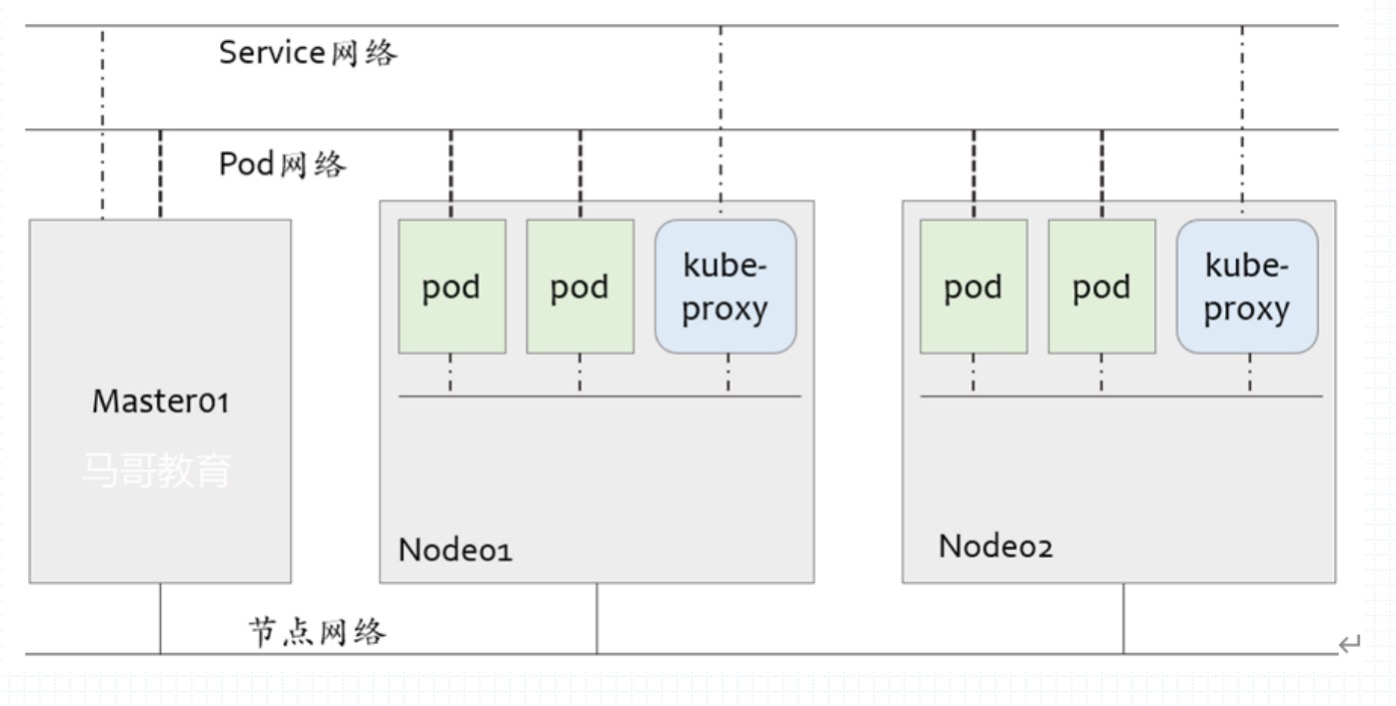 Service网络
Pod网络
pod
pod
kube-
proxy
pod
pod
kube-
proxy
Master01
马哥教育
Node01
Node02
节点网络